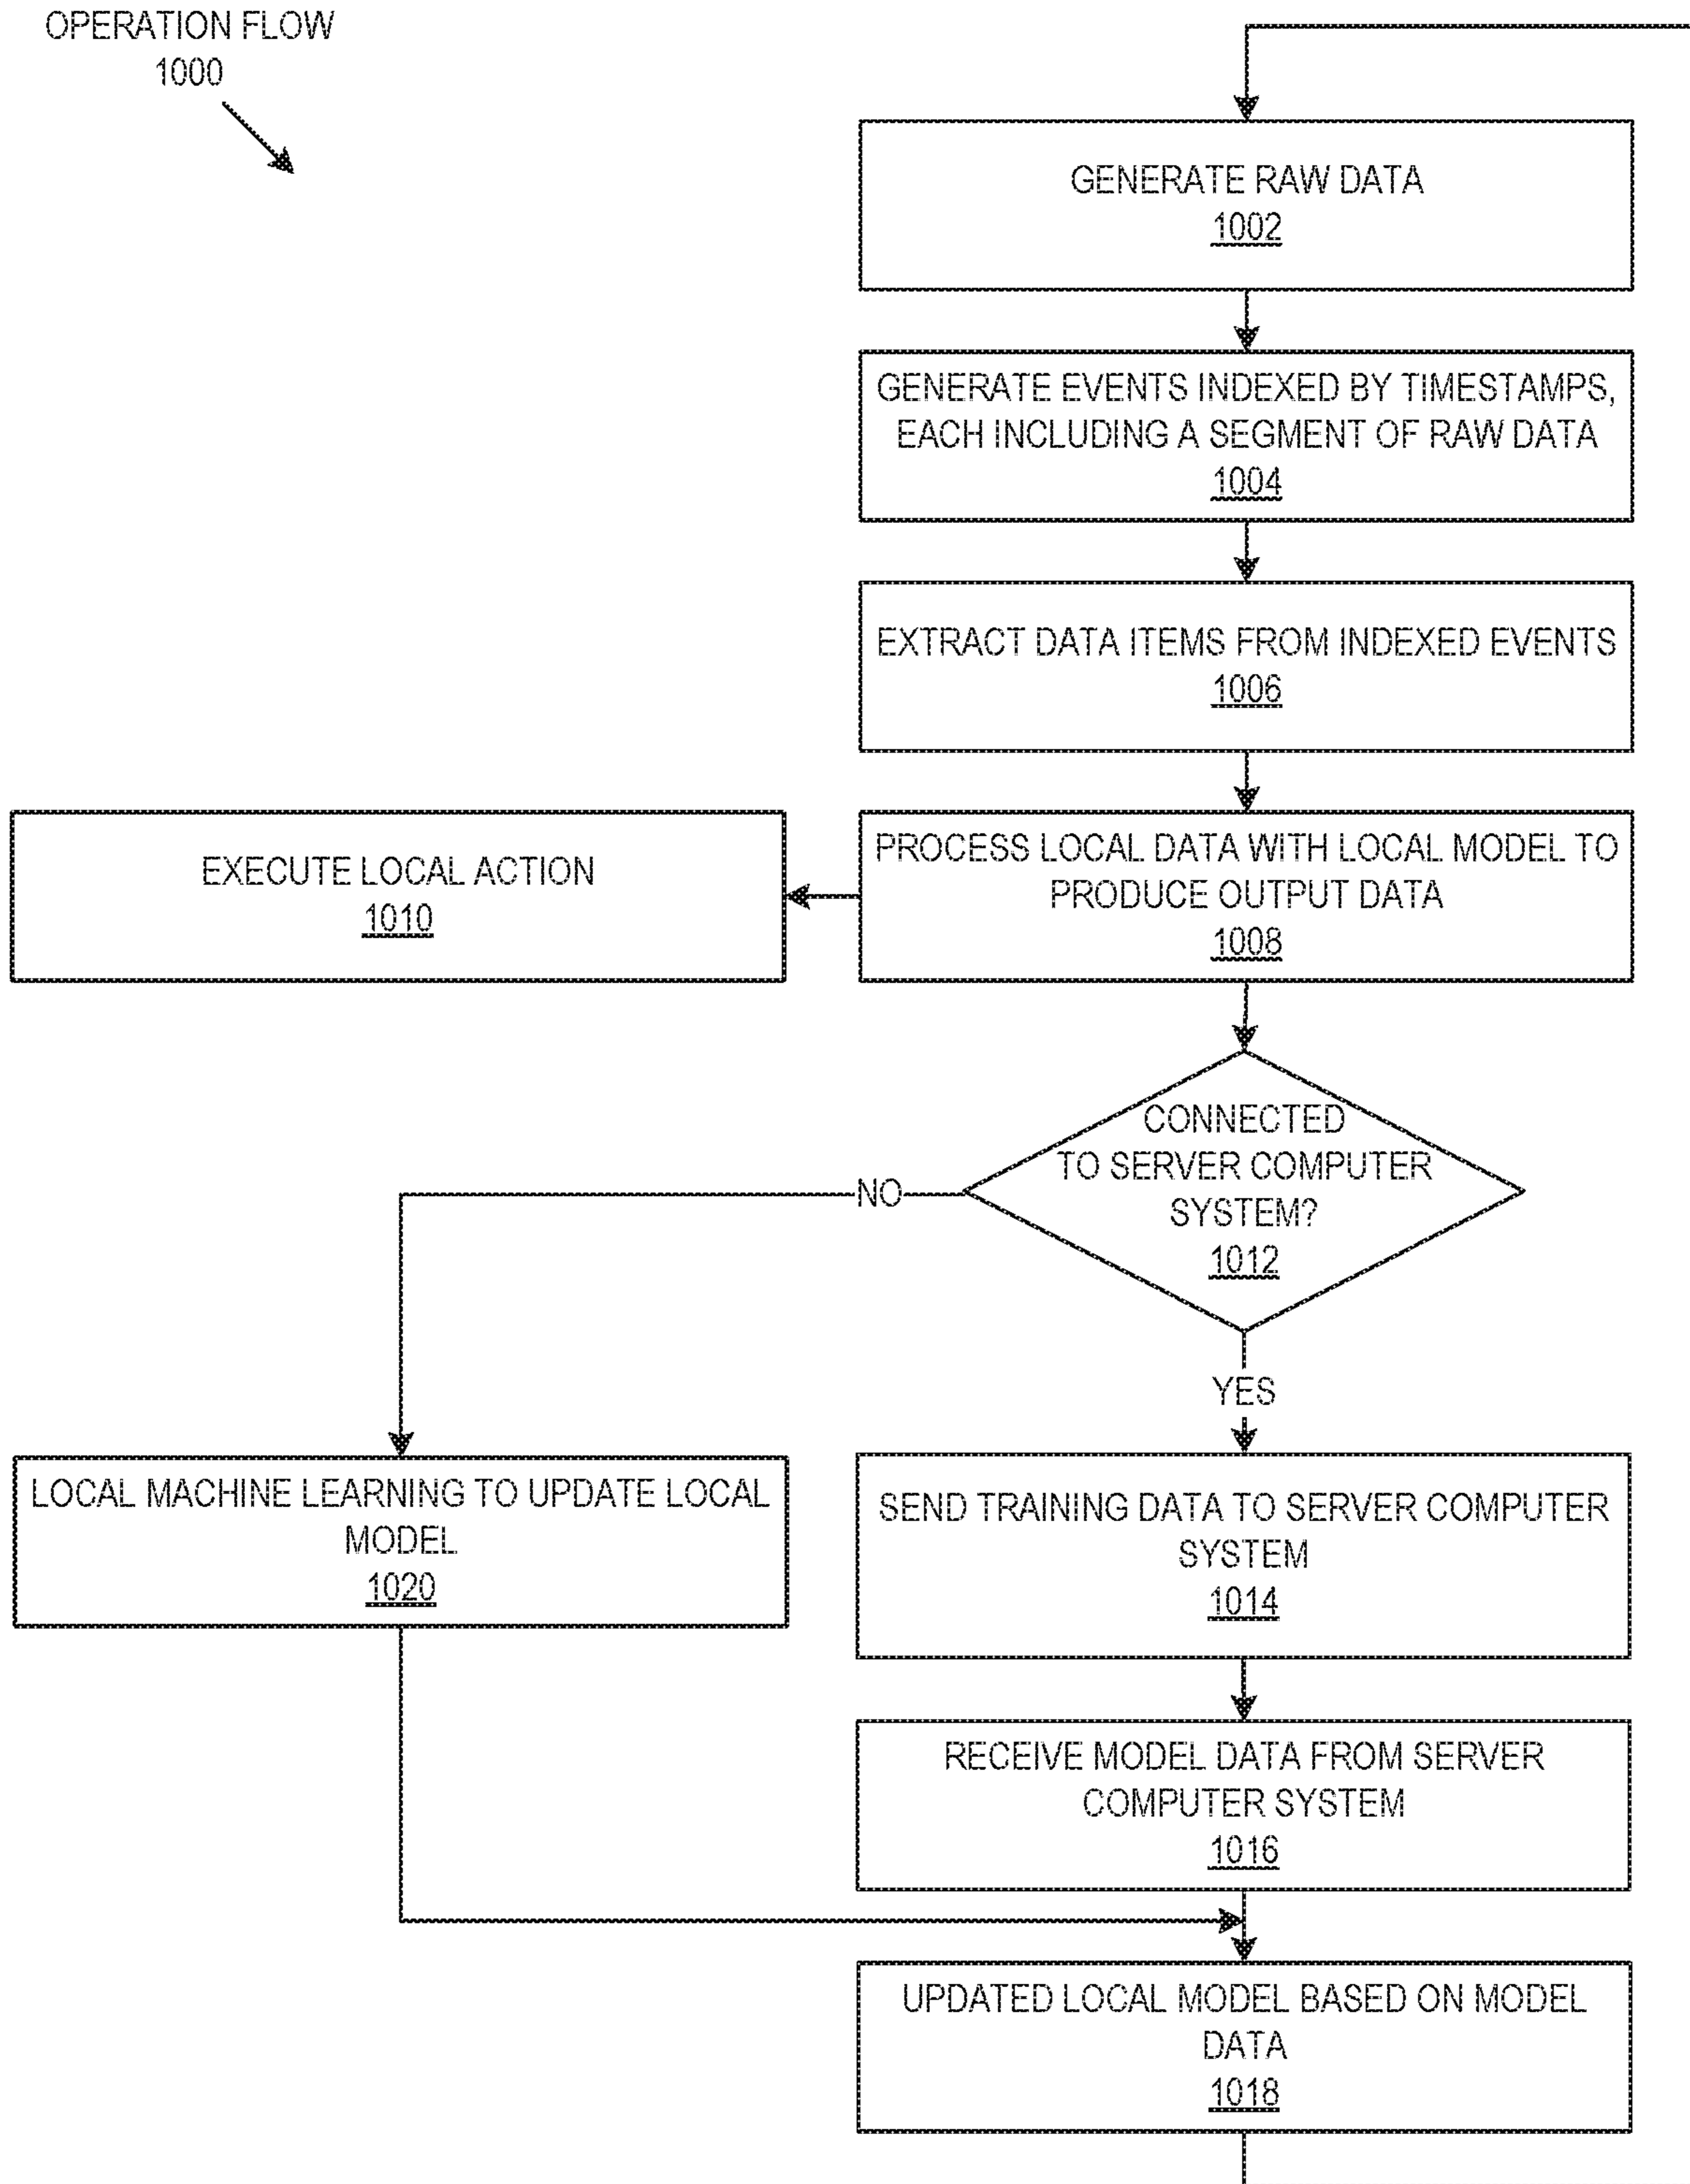 OPERATION FLOW
1000
GENERATE RAW DATA
1002
GENERATE EVENTS INDEXED BY TIMESTAMPS,
EACH INCLUDING A SEGMENT OF RAW DATA
1004
EXTRACT DATA ITEMS FROM INDEXED EVENTS
1006
PROCESS LOCAL DATA WITH LOCAL MODEL TO
PRODUCE OUTPUT DATA
1008
EXECUTE LOCAL ACTION
1010
CONNECTED
TO SERVER COMPUTER
SYSTEM?
1012
NO
YES
LOCAL MACHINE LEARNING TO UPDATE LOCAL
MODEL
1020
SEND TRAINING DATA TO SERVER COMPUTER
SYSTEM
1014
RECEIVE MODEL DATA FROM SERVER
COMPUTER SYSTEM
1016
UPDATED LOCAL MODEL BASED ON MODEL
DATA
1018